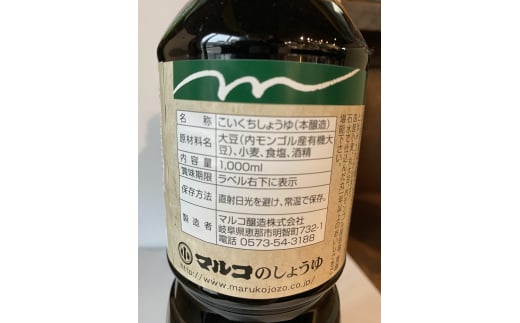 名 称 こいくちしょうゆ(本醸造)
原材料名 大豆(内モンゴル産有機大
豆)、小麦、食塩、酒精
内 容 量 1,000ml
賞味期限 ラベル右下に表示
保存方法 直射日光を避け、常温で保存。
製 造 者 マルコ醸造株式会社
岐阜県恵那市明智町732-1
電話 0573-54-3188
小 マルコのしょうゆ
http://www.marukojozo.co.jp/